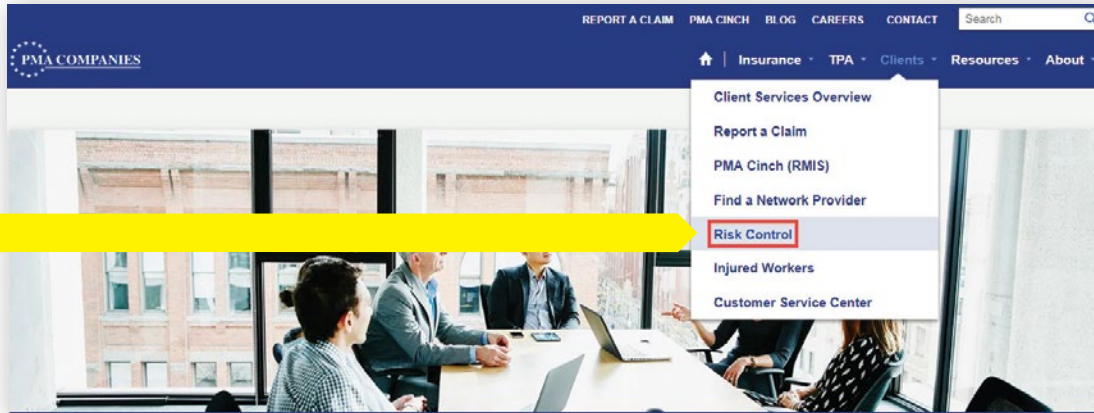 REPORT A CLAIM PMA CINCH BLOG CAREERS CONTACT Search
PMA COMPANIES
Insurance TPA Clients Resources About
Client Services Overview
Report a Claim
PMA Cinch (RMIS)
Find a Network Provider
Risk Control
Injured Workers
Customer Service Center